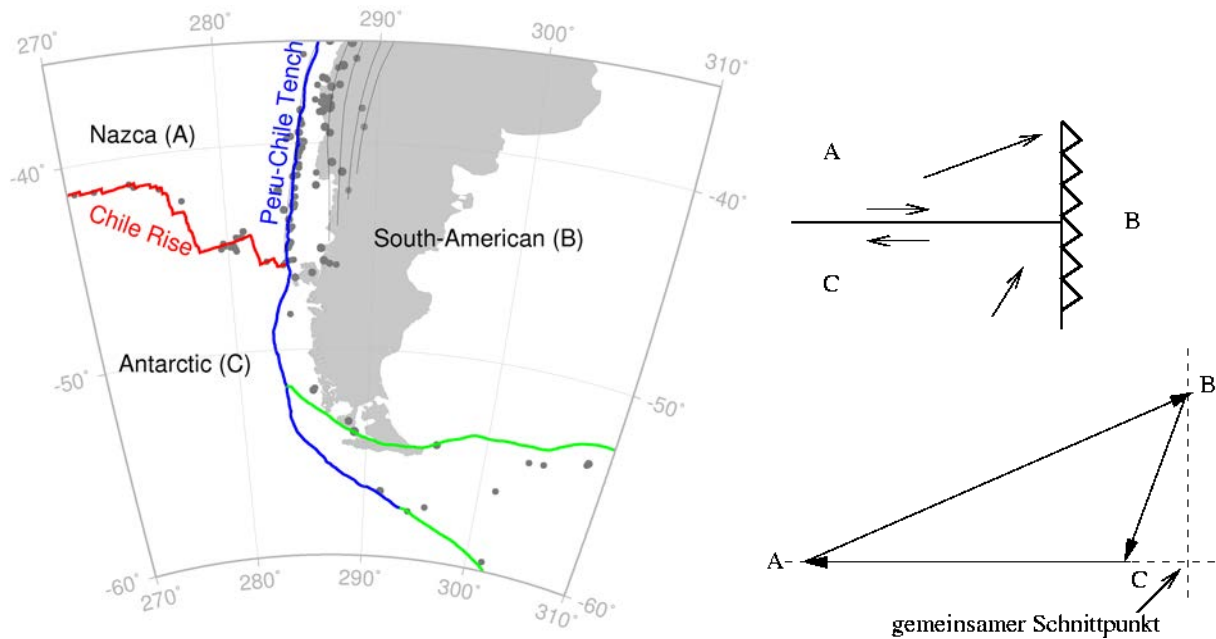 270°
280°
290°
300°
310°
Nazca (A)
Peru-Chile Tench
-40°
Chile Rise
South-American (B)
-40°
Antarctic (C)
-50°
-50°
-60°
270°
280°
290°
300°
310°
-60°
A
B
C
B
A
C
gemeinsamer Schnittpunkt